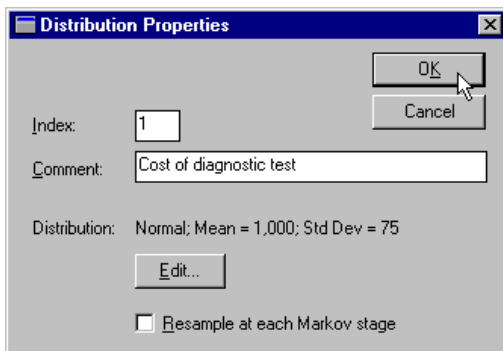 Distribution Properties
OK
Cancel
Index: 1
Comment: Cost of diagnostic test
Distribution: Normal; Mean = 1,000; Std Dev = 75
Edit...
Resample at each Markov stage